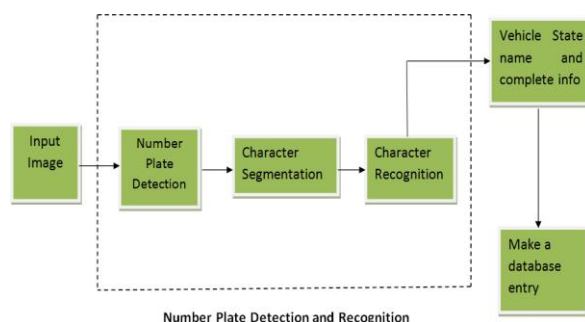 Input
Image
Number
Plate
Detection
Character
Segmentation
Character
Recognition
Vehicle State
name and
complete info
Make a
database
entry
Number Plate Detection and Recognition